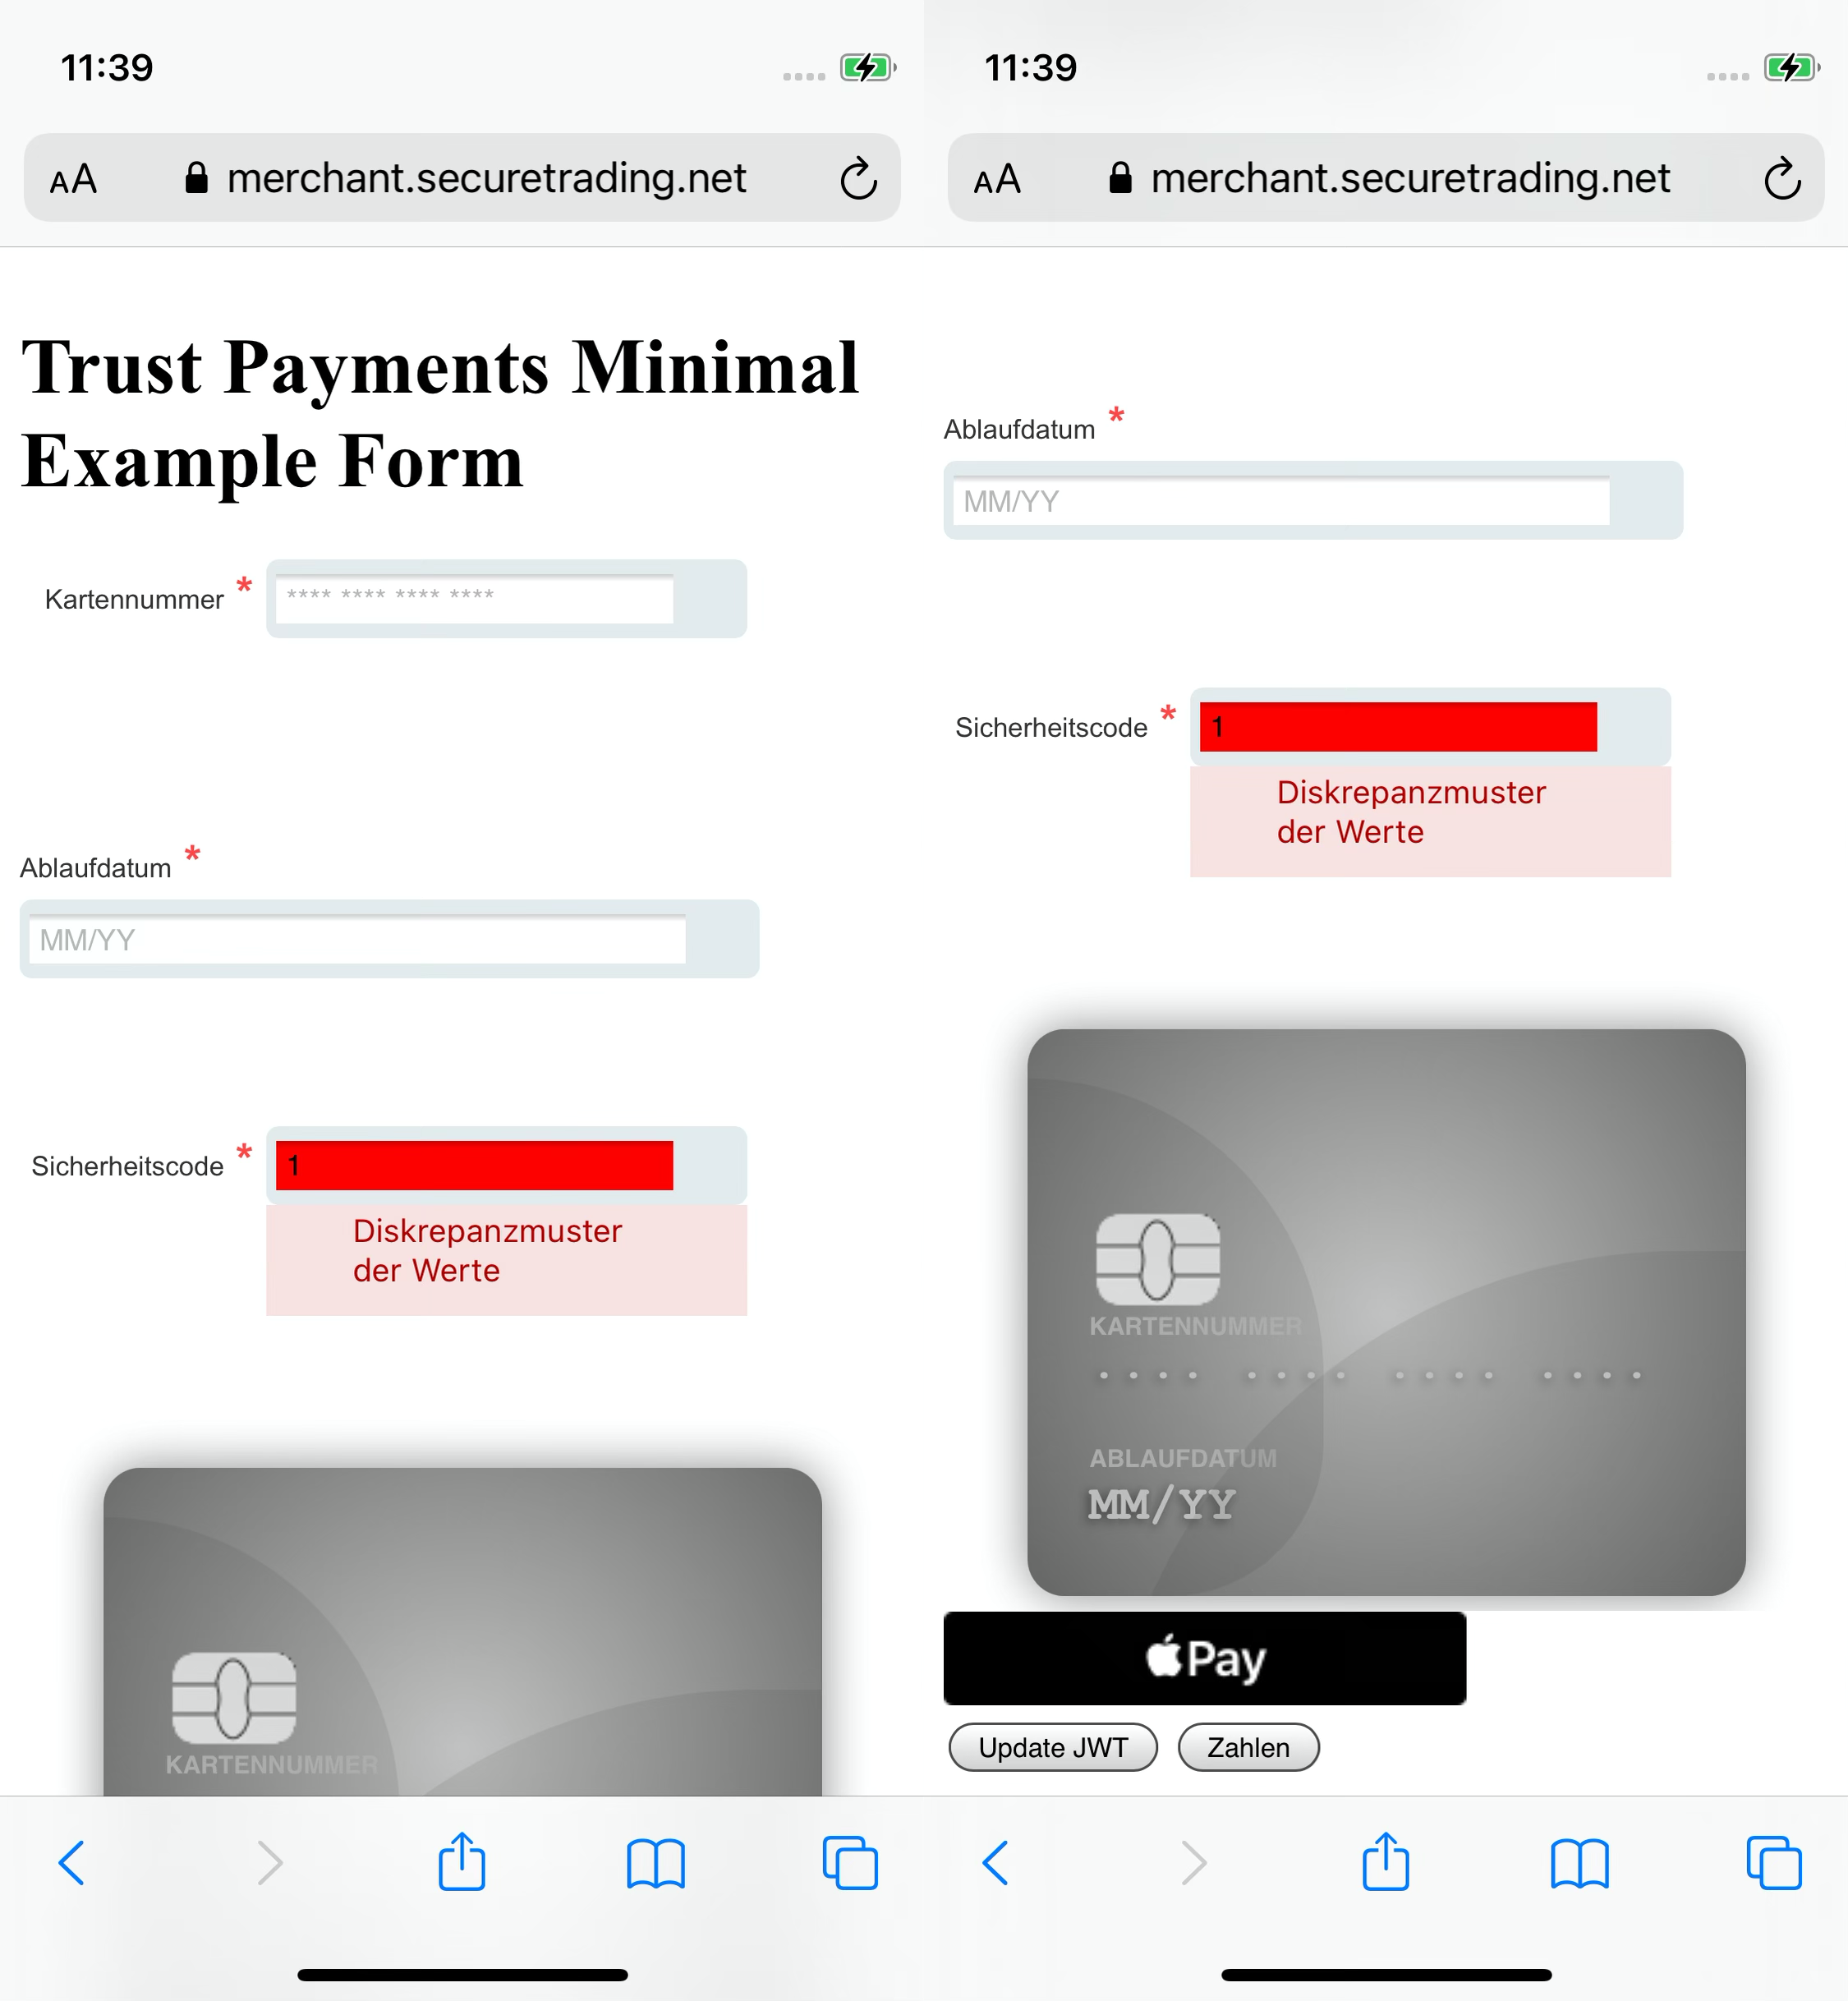 11:39
AA merchant.securetrading.net
Trust Payments Minimal
Example Form
Kartennummer * **** **** **** ****
Ablaufdatum *
MM/YY
Sicherheitscode * 1
Diskrepanzmuster
der Werte
KARTENNUMMER
11:39
AA merchant.securetrading.net
Ablaufdatum *
MM/YY
Sicherheitscode * 1
Diskrepanzmuster
der Werte
KARTENNUMMER
•••• •••• •••• ••••
ABLAUFDATUM
MM/YY
Pay
Update JWT Zahlen